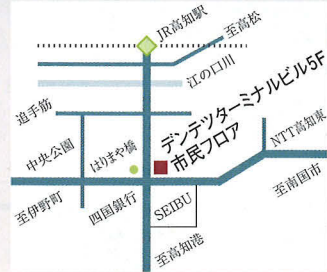 JR高知駅
至高松
江の口川
追手筋
デンテツターミナルビル5F
市民フロア
NTT高知東
中央公園
はりまや橋
至伊野町
四国銀行
SEIBU
至南国市
至高知港